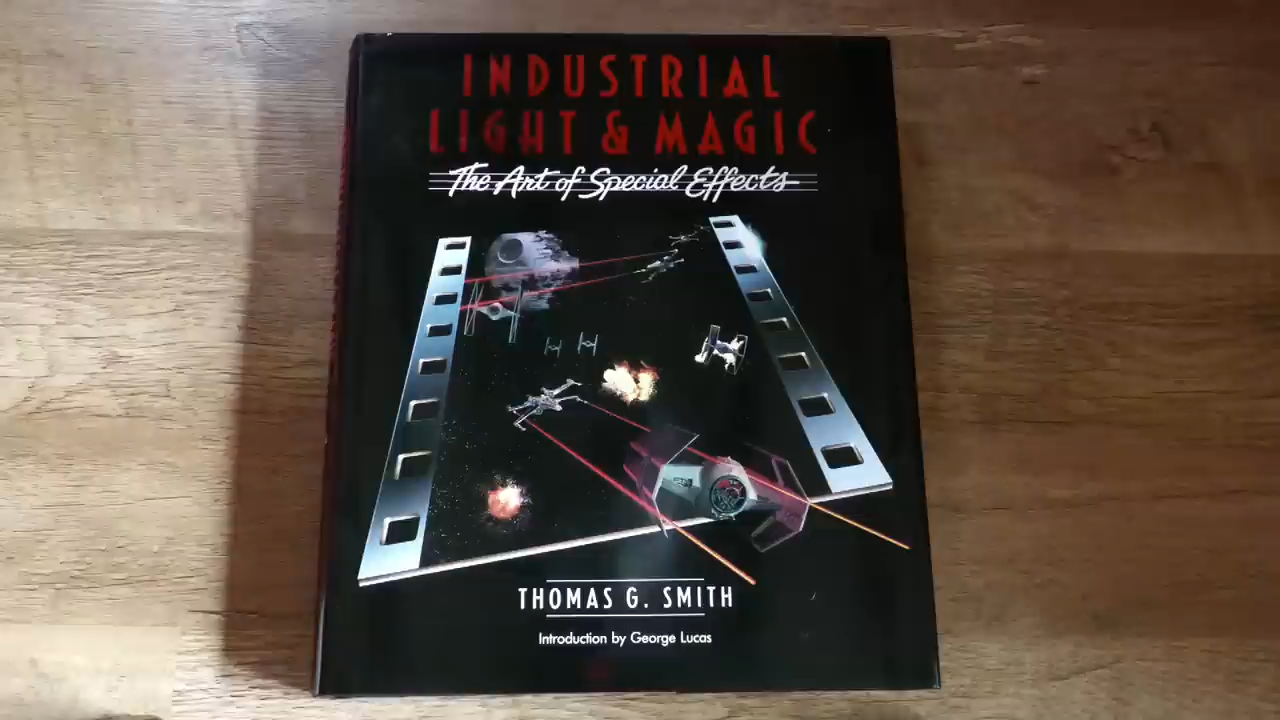 INDUSTRIAL
LIGHT & MAGIC
The Art of Special Effects
THOMAS G. SMITH
Introduction by George Lucas